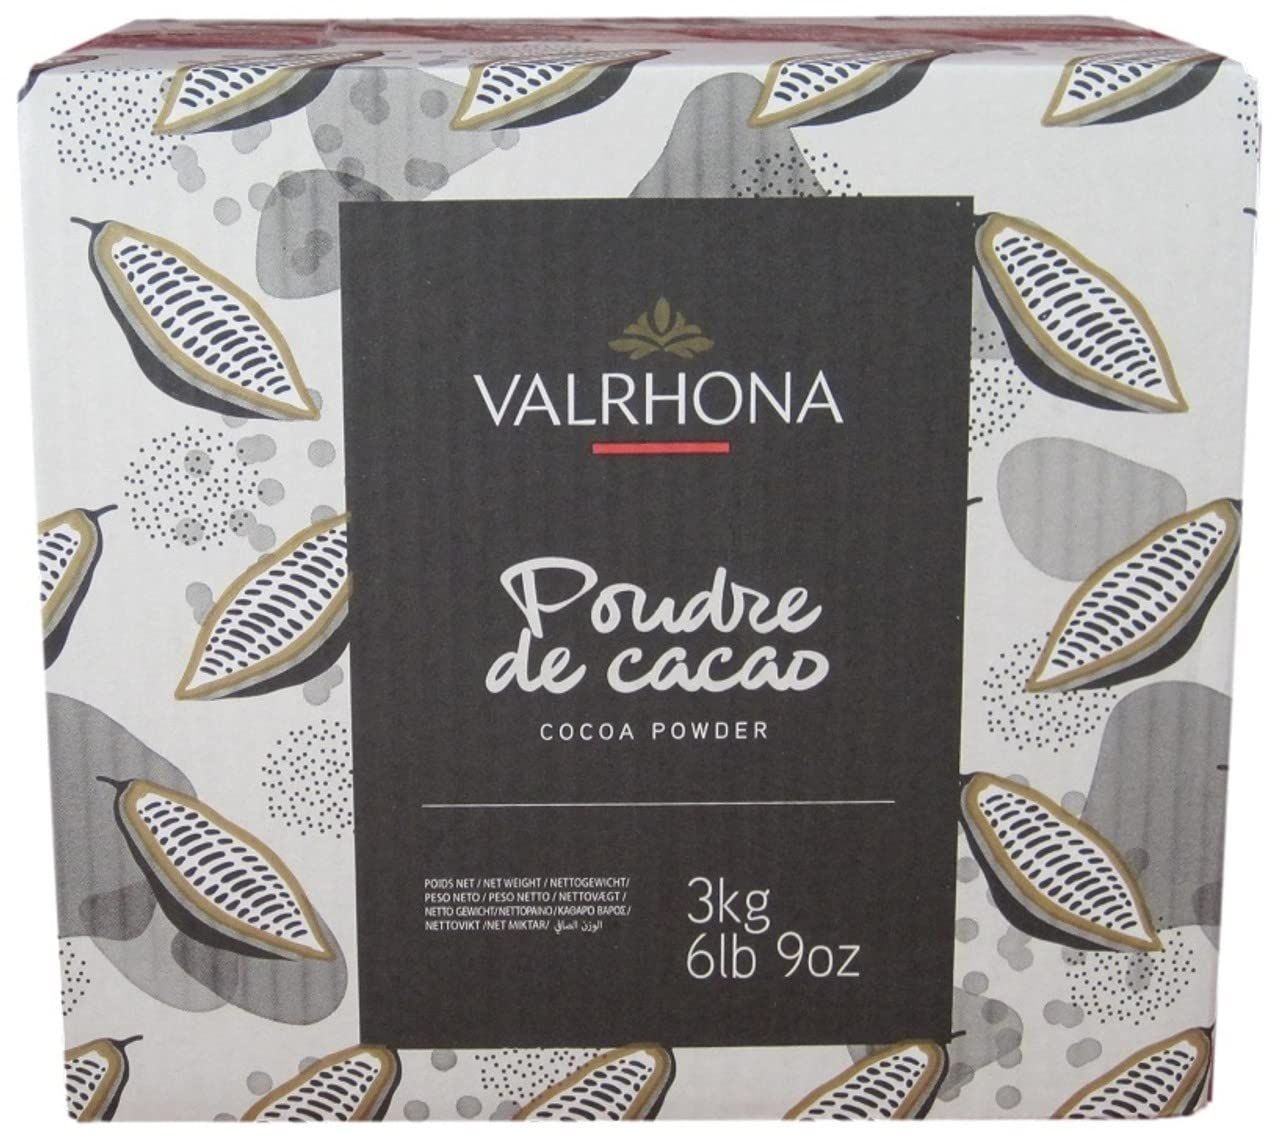 VALRHONA
Poudre
de cacao
COCOA POWDER
POIDS NET / NET WEIGHT / NETTOGEWICHT/
PESO NETO / PESO NETTO / NETTOVÆGT /
NETTO GEWICHT/NETTOPAINO/ΚΑΘΑΡΟ ΒΑΡΟΣ/
NETTOVIKT /NET MIKTAR/ الوزن الصافي
3kg
6lb 9oz